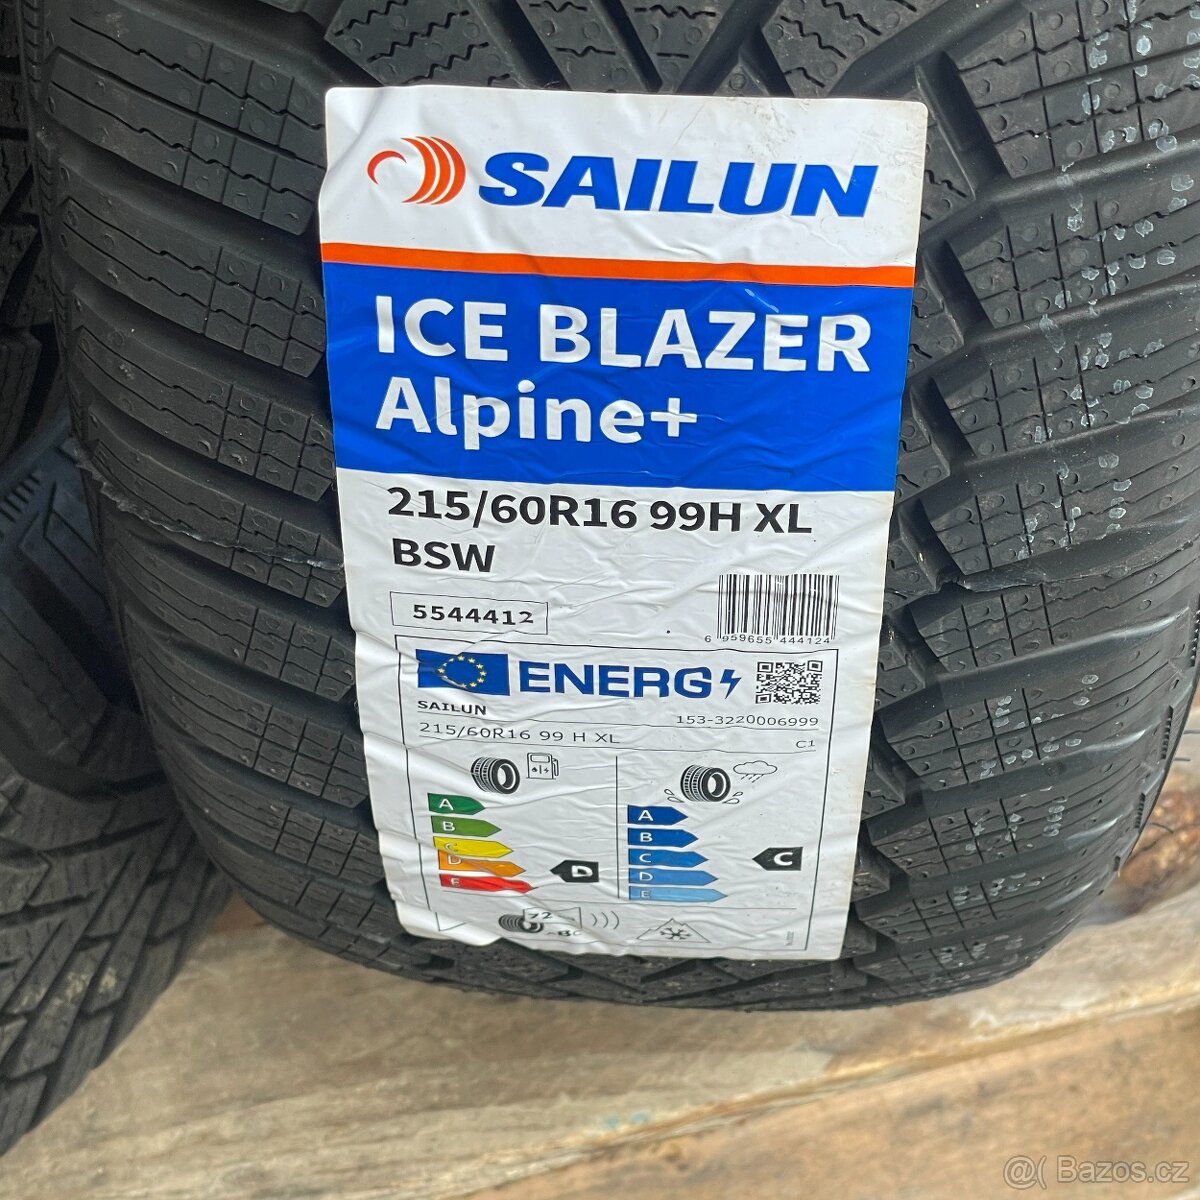 SAILUN
ICE BLAZER
Alpine+
215/60R16 99H XL
BSW
5544412
6 959655 444124
ENERG
SAILUN
153-3220006999
215/60R16 99 H XL
C1
A
B
C
D
E
D
A
B
C
D
E
C
72
@( Bazos.cz